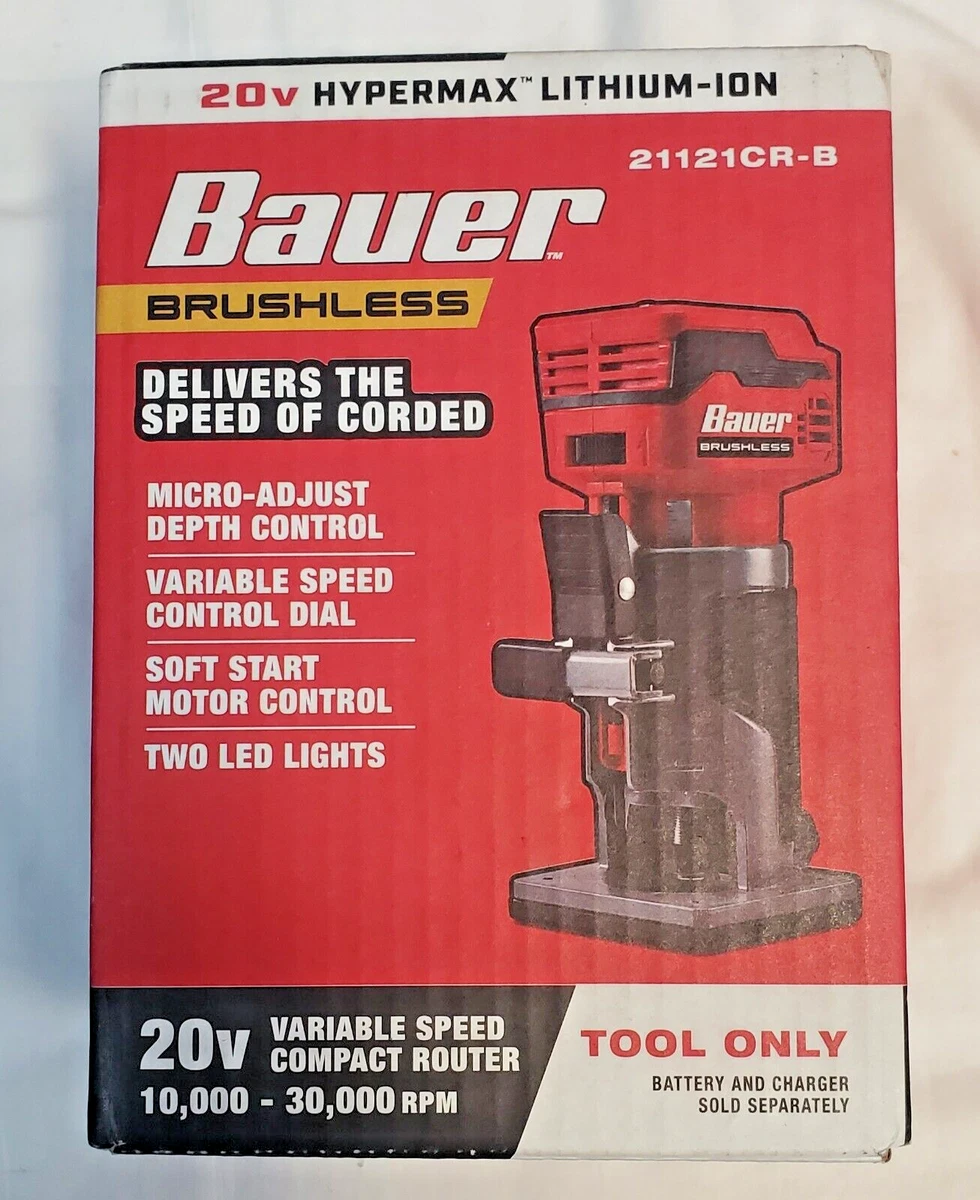 20v HYPERMAX™ LITHIUM-ION
21121CR-B
Bauer™
BRUSHLESS
DELIVERS THE
SPEED OF CORDED
MICRO-ADJUST
DEPTH CONTROL
VARIABLE SPEED
CONTROL DIAL
SOFT START
MOTOR CONTROL
TWO LED LIGHTS
Bauer
BRUSHLESS
20v VARIABLE SPEED
COMPACT ROUTER
10,000 - 30,000 RPM
TOOL ONLY
BATTERY AND CHARGER
SOLD SEPARATELY